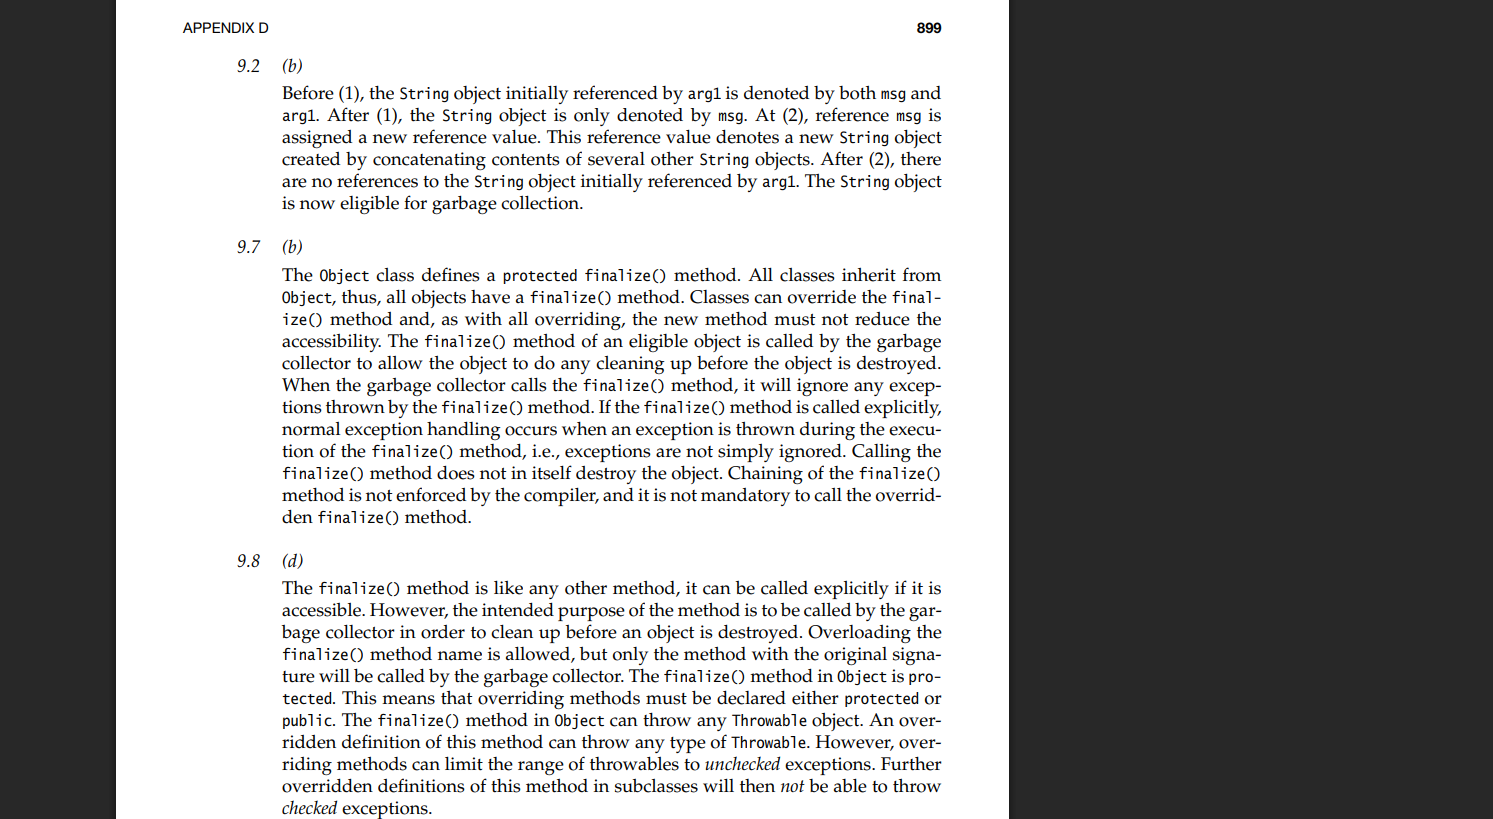 APPENDIX D 899
9.2 (b)
Before (1), the String object initially referenced by arg1 is denoted by both msg and
arg1. After (1), the String object is only denoted by msg. At (2), reference msg is
assigned a new reference value. This reference value denotes a new String object
created by concatenating contents of several other String objects. After (2), there
are no references to the String object initially referenced by arg1. The String object
is now eligible for garbage collection.
9.7 (b)
The Object class defines a protected finalize() method. All classes inherit from
Object, thus, all objects have a finalize() method. Classes can override the final-
ize() method and, as with all overriding, the new method must not reduce the
accessibility. The finalize() method of an eligible object is called by the garbage
collector to allow the object to do any cleaning up before the object is destroyed.
When the garbage collector calls the finalize() method, it will ignore any excep-
tions thrown by the finalize() method. If the finalize() method is called explicitly,
normal exception handling occurs when an exception is thrown during the execu-
tion of the finalize() method, i.e., exceptions are not simply ignored. Calling the
finalize() method does not in itself destroy the object. Chaining of the finalize()
method is not enforced by the compiler, and it is not mandatory to call the overrid-
den finalize() method.
9.8 (d)
The finalize() method is like any other method, it can be called explicitly if it is
accessible. However, the intended purpose of the method is to be called by the gar-
bage collector in order to clean up before an object is destroyed. Overloading the
finalize() method name is allowed, but only the method with the original signa-
ture will be called by the garbage collector. The finalize() method in Object is pro-
tected. This means that overriding methods must be declared either protected or
public. The finalize() method in Object can throw any Throwable object. An over-
ridden definition of this method can throw any type of Throwable. However, over-
riding methods can limit the range of throwables to unchecked exceptions. Further
overridden definitions of this method in subclasses will then not be able to throw
checked exceptions.